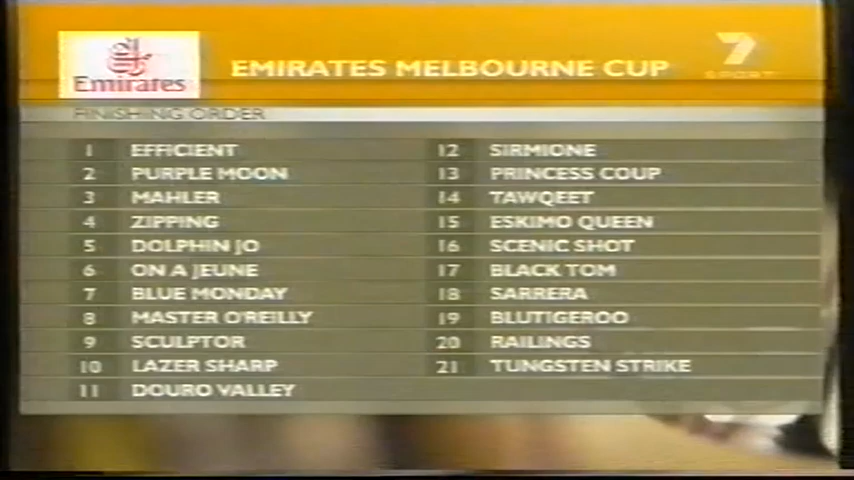 Emirates
EMIRATES MELBOURNE CUP
7
SPORT
FINISHING ORDER
1 EFFICIENT
2 PURPLE MOON
3 MAHLER
4 ZIPPING
5 DOLPHIN JO
6 ON A JEUNE
7 BLUE MONDAY
8 MASTER O'REILLY
9 SCULPTOR
10 LAZER SHARP
11 DOURO VALLEY
12 SIRMIONE
13 PRINCESS COUP
14 TAWQEET
15 ESKIMO QUEEN
16 SCENIC SHOT
17 BLACK TOM
18 SARRERA
19 BLUTIGEROO
20 RAILINGS
21 TUNGSTEN STRIKE